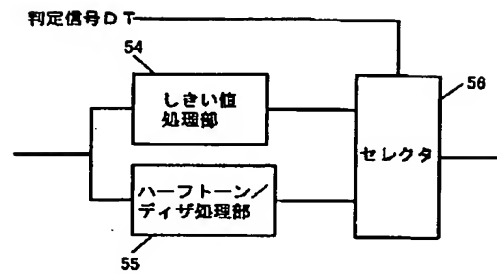 判定信号DT
54
しきい値
処理部
56
セレクタ
ハーフトーン/
ディザ処理部
55